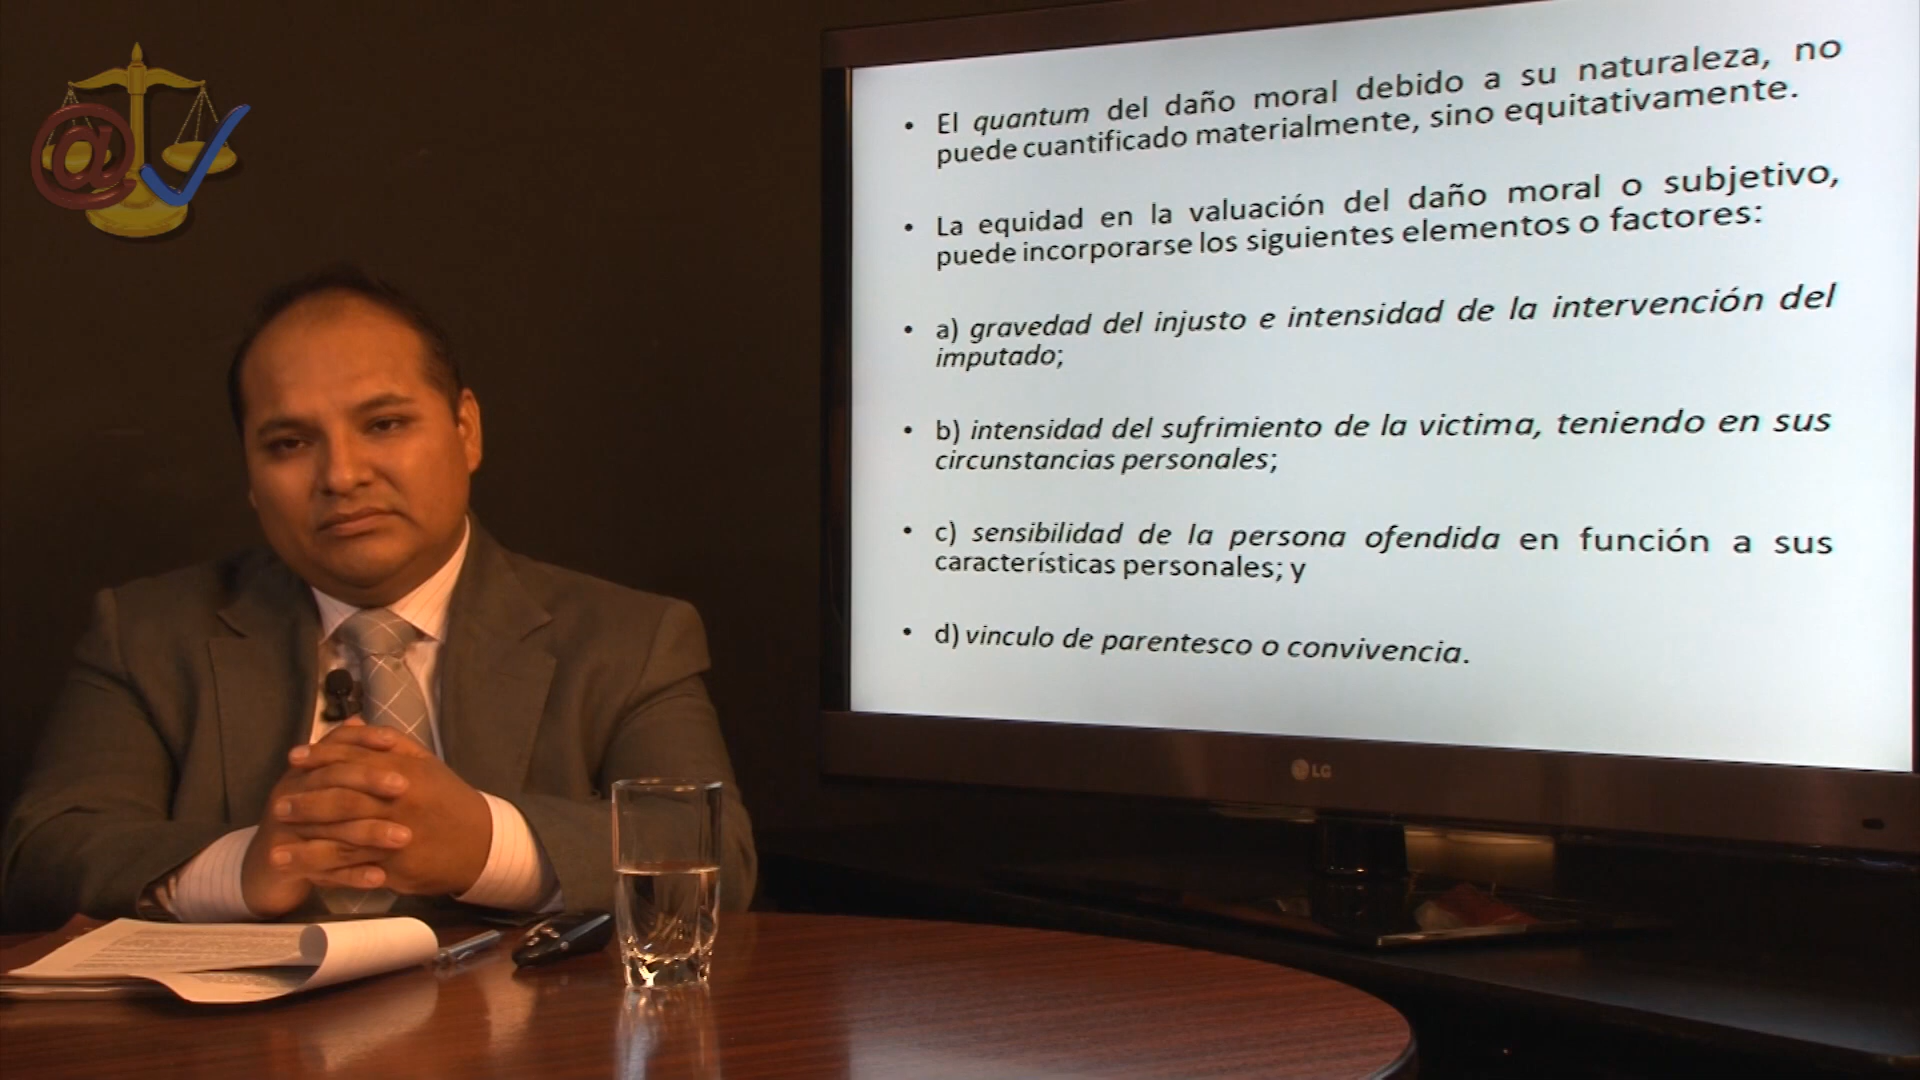 • El quantum del daño moral debido a su naturaleza, no
puede cuantificado materialmente, sino equitativamente.
• La equidad en la valuación del daño moral o subjetivo,
puede incorporarse los siguientes elementos o factores:
• a) gravedad del injusto e intensidad de la intervención del
imputado;
• b) intensidad del sufrimiento de la victima, teniendo en sus
circunstancias personales;
• c) sensibilidad de la persona ofendida en función a sus
características personales; y
• d) vinculo de parentesco o convivencia.
LG
@